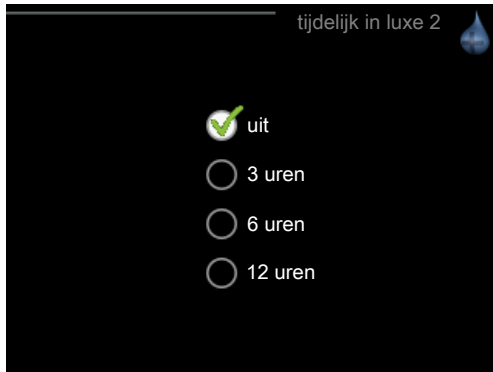 tijdelijk in luxe 2
uit
3 uren
6 uren
12 uren